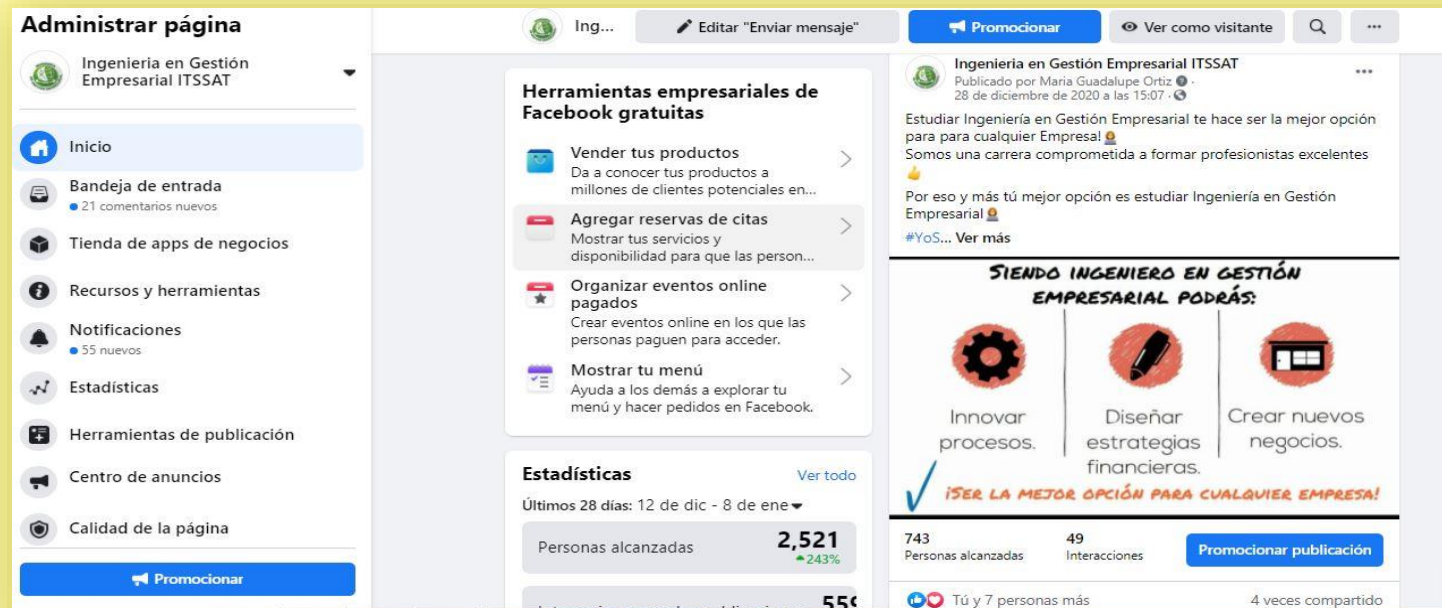 Administrar página
Ingenieria en Gestión
Empresarial ITSSAT
Inicio
Bandeja de entrada
21 comentarios nuevos
Tienda de apps de negocios
Recursos y herramientas
Notificaciones
55 nuevos
Estadísticas
Herramientas de publicación
Centro de anuncios
Calidad de la página
Promocionar
Ing...
Editar "Enviar mensaje"
Promocionar
Ver como visitante
Herramientas empresariales de
Facebook gratuitas
Vender tus productos
Da a conocer tus productos a
millones de clientes potenciales en...
Agregar reservas de citas
Mostrar tus servicios y
disponibilidad para que las person...
Organizar eventos online
pagados
Crear eventos online en los que las
personas paguen para acceder.
Mostrar tu menú
Ayuda a los demás a explorar tu
menú y hacer pedidos en Facebook.
Estadísticas
Ver todo
Últimos 28 días: 12 de dic - 8 de ene
Personas alcanzadas
2,521
243%
Ingenieria en Gestión Empresarial ITSSAT
Publicado por Maria Guadalupe Ortiz
28 de diciembre de 2020 a las 15:07 ·
Estudiar Ingeniería en Gestión Empresarial te hace ser la mejor opción
para para cualquier Empresa!
Somos una carrera comprometida a formar profesionistas excelentes
Por eso y más tú mejor opción es estudiar Ingeniería en Gestión
Empresarial
#YoS... Ver más
SIENDO INGENIERO EN GESTIÓN
EMPRESARIAL PODRÁS:
Innovar
procesos.
Diseñar
estrategias
financieras.
Crear nuevos
negocios.
¡SER LA MEJOR OPCIÓN PARA CUALQUIER EMPRESA!
743
Personas alcanzadas
49
Interacciones
Promocionar publicación
Tú y 7 personas más
4 veces compartido